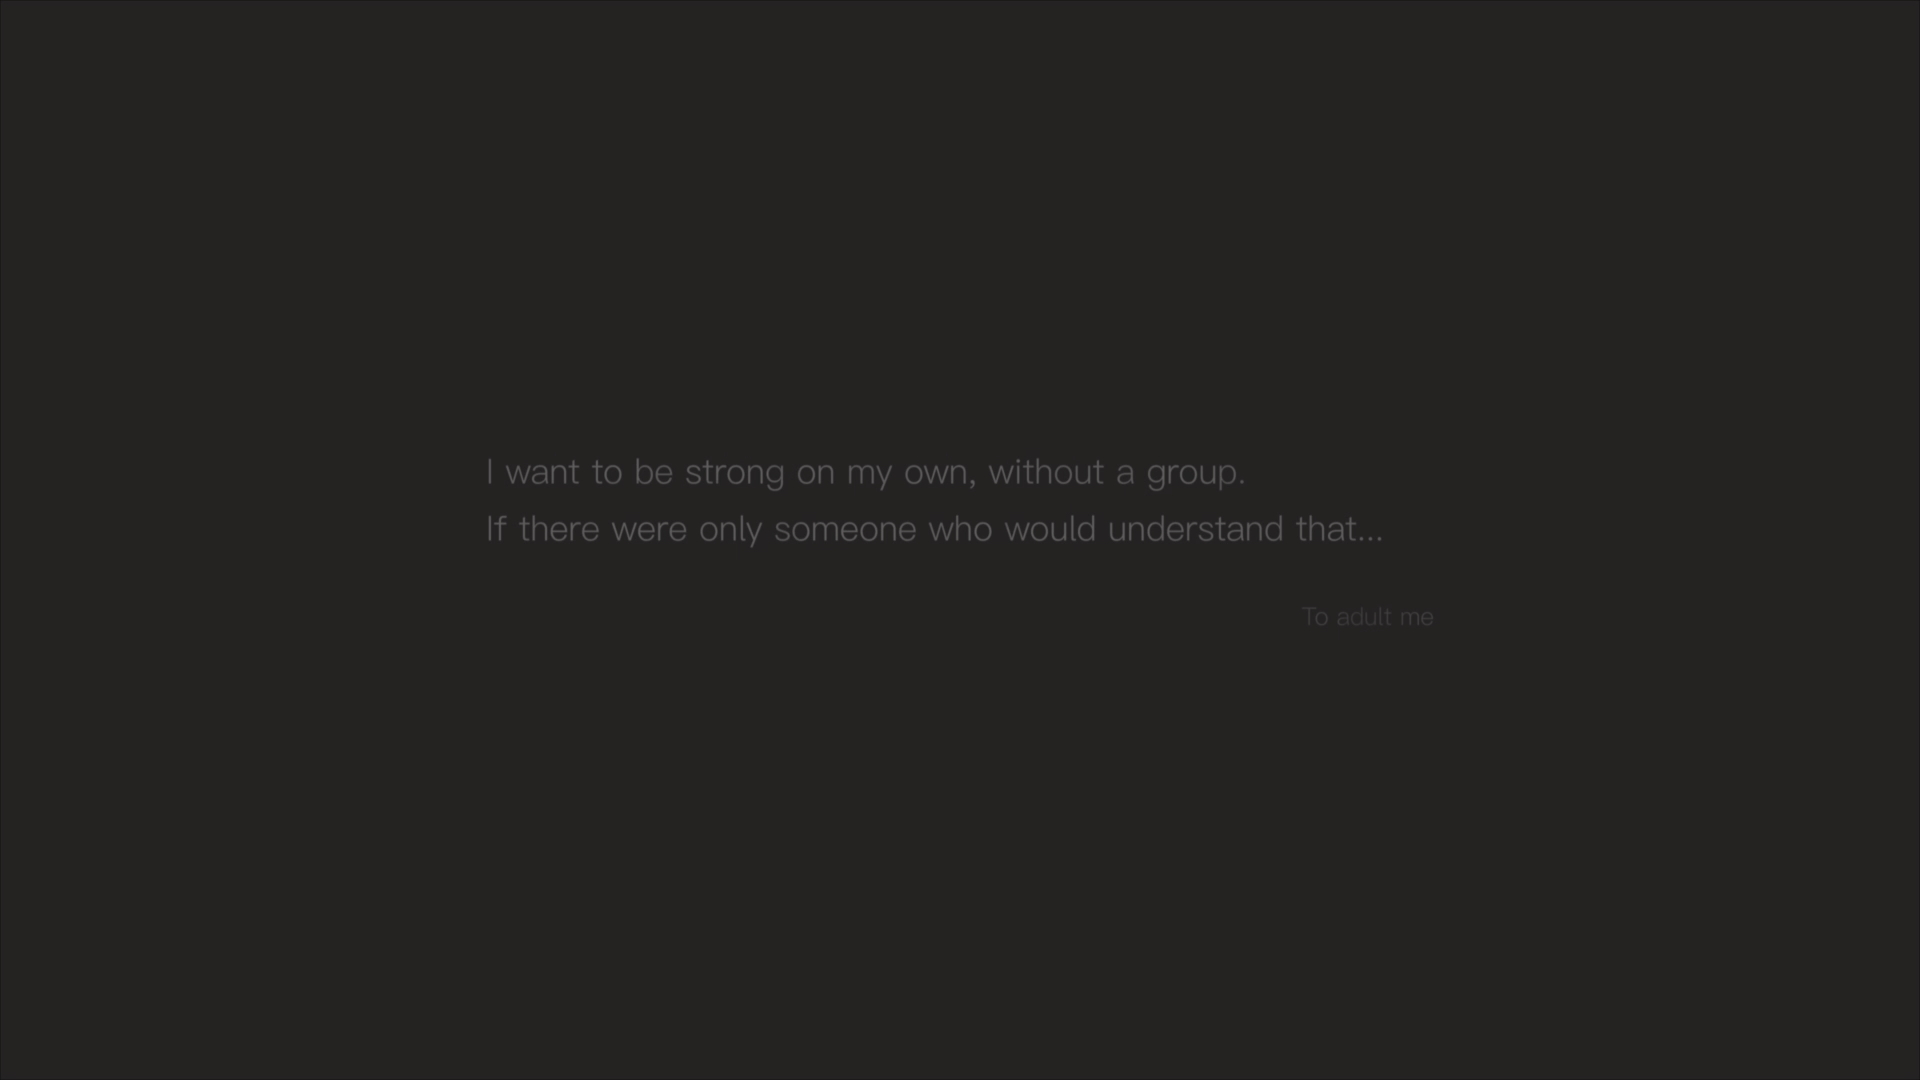 I want to be strong on my own, without a group.
If there were only someone who would understand that...
To adult me